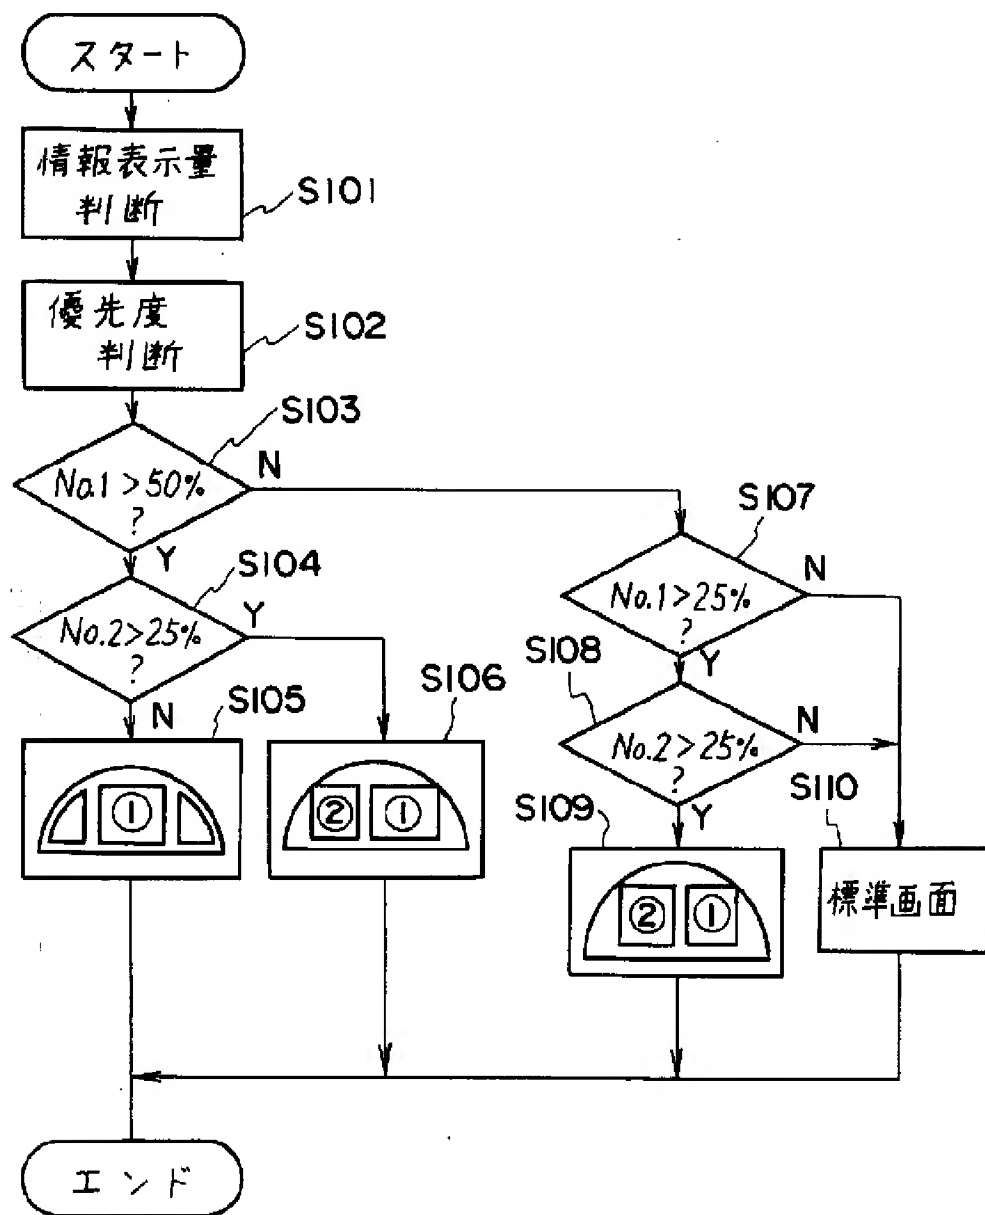 スタート
情報表示量
判断
S101
優先度
判断
S102
S103
No.1>50%
?
N
Y
S104
No.2>25%
?
Y
N
S105
①
S106
② ①
S107
No.1>25%
?
N
Y
S108
No.2>25%
?
N
Y
S109
② ①
S110
標準画面
エンド